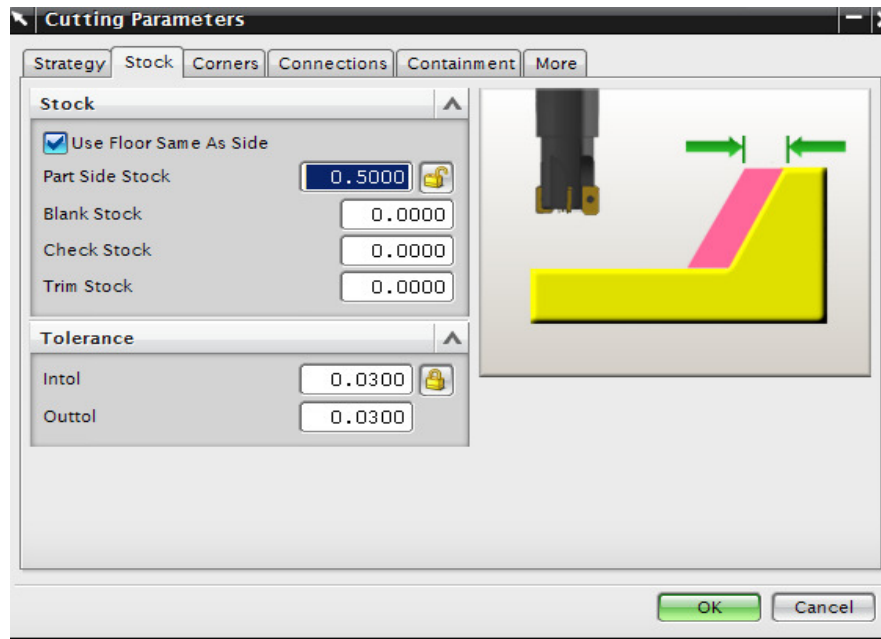 Cutting Parameters
Strategy Stock Corners Connections Containment More
Stock
Use Floor Same As Side
Part Side Stock 0.5000
Blank Stock 0.0000
Check Stock 0.0000
Trim Stock 0.0000
Tolerance
Intol 0.0300
Outtol 0.0300
OK Cancel